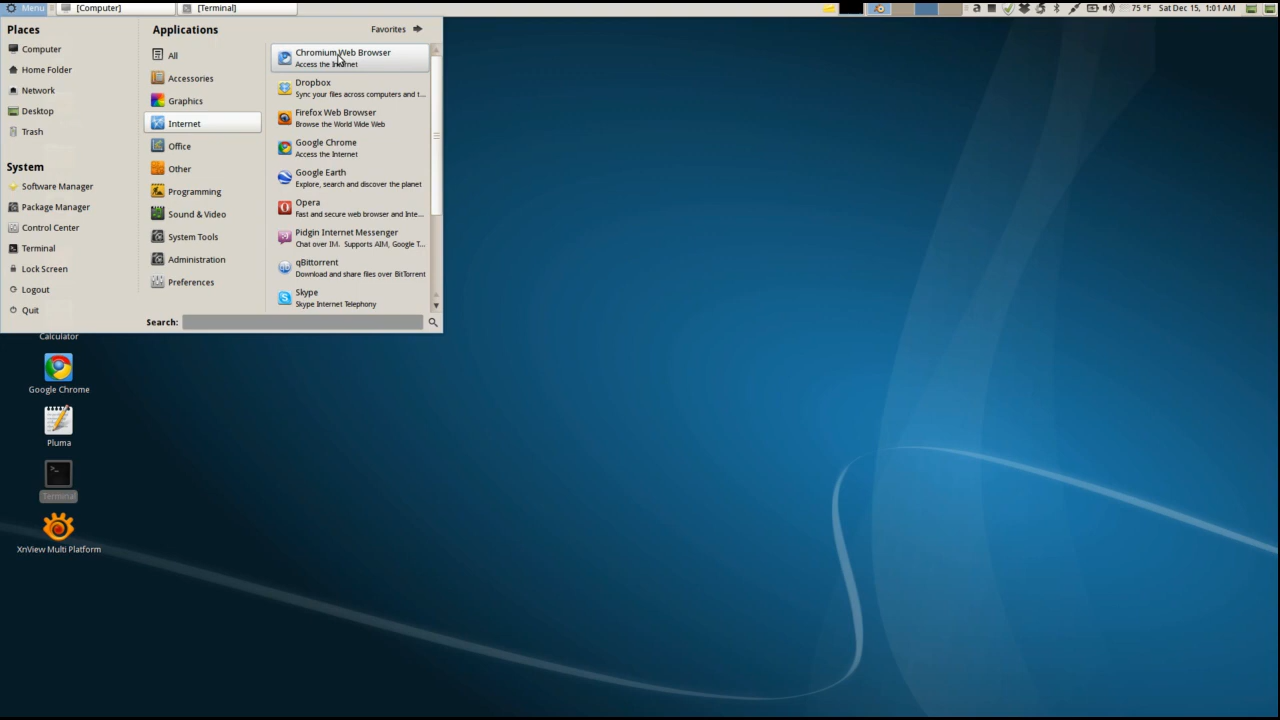 Menu
[Computer]
[Terminal]
a
75 °F
Sat Dec 15, 1:01 AM
Places
Computer
Home Folder
Network
Desktop
Trash
System
Software Manager
Package Manager
Control Center
Terminal
Lock Screen
Logout
Quit
Applications
Favorites
All
Accessories
Graphics
Internet
Office
Other
Programming
Sound & Video
System Tools
Administration
Preferences
Chromium Web Browser
Access the Internet
Dropbox
Sync your files across computers and t...
Firefox Web Browser
Browse the World Wide Web
Google Chrome
Access the Internet
Google Earth
Explore, search and discover the planet
Opera
Fast and secure web browser and Inte...
Pidgin Internet Messenger
Chat over IM. Supports AIM, Google T...
qBittorrent
Download and share files over BitTorrent
Skype
Skype Internet Telephony
Search:
Calculator
Google Chrome
Pluma
Terminal
XnView Multi Platform